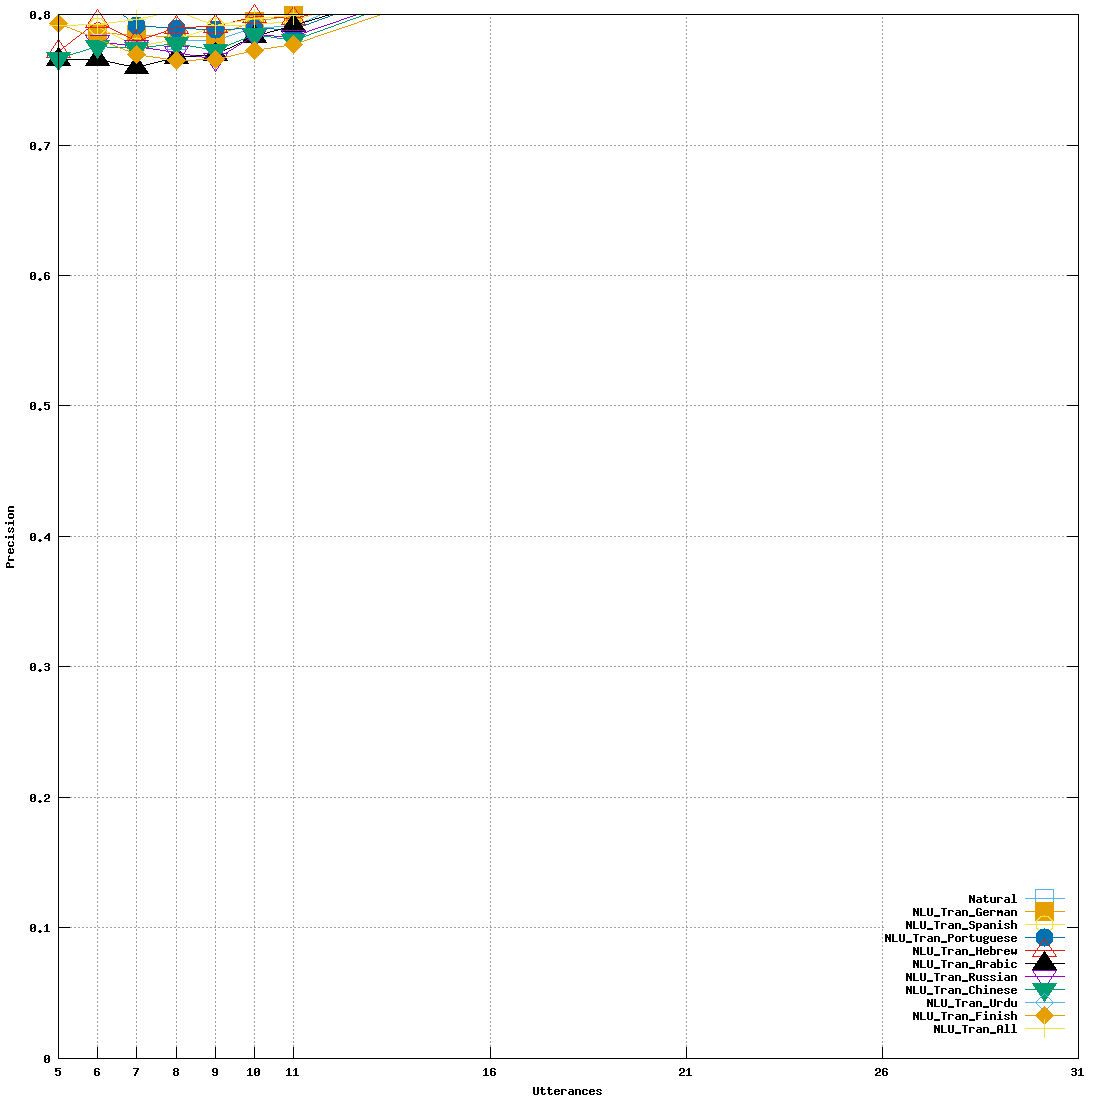 0.8
0.7
0.6
0.5
0.4
0.3
0.2
0.1
0
Precision
5 6 7 8 9 10 11 16 21 26 31
Utterances
Natural
NLU_Tran_German
NLU_Tran_Spanish
NLU_Tran_Portuguese
NLU_Tran_Hebrew
NLU_Tran_Arabic
NLU_Tran_Russian
NLU_Tran_Chinese
NLU_Tran_Urdu
NLU_Tran_Finish
NLU_Tran_All